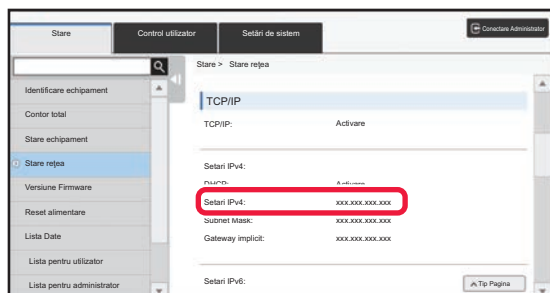 Stare
Control utilizator
Setări de sistem
Conectare Administrator
Stare > Stare rețea
Identificare echipament
Contor total
Stare echipament
Stare rețea
Versiune Firmware
Reset alimentare
Lista Date
Lista pentru utilizator
Lista pentru administrator
TCP/IP
TCP/IP: Activare
Setari IPv4:
DHCP: Activare
Setari IPv4: xxx.xxx.xxx.xxx
Subnet Mask: xxx.xxx.xxx.xxx
Gateway implicit: xxx.xxx.xxx.xxx
Setari IPv6:
Tip Pagina